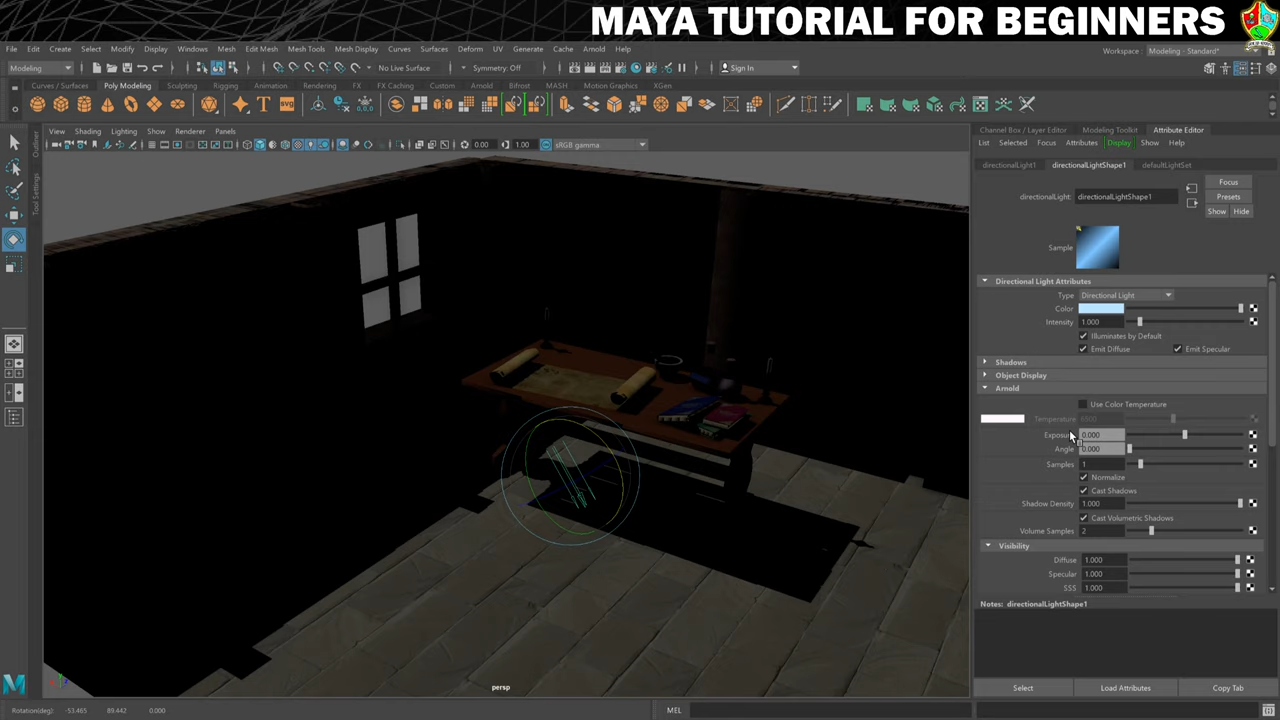 MAYA TUTORIAL FOR BEGINNERS
File Edit Create Select Modify Display Windows Mesh Edit Mesh Mesh Tools Mesh Display Curves Surfaces Deform UV Generate Cache Arnold Help
Workspace: Modeling - Standard*
Modeling No Live Surface Symmetry: Off Sign In
Curves / Surfaces Poly Modeling Sculpting Rigging Animation Rendering FX FX Caching Custom Arnold Bifrost MASH Motion Graphics XGen
Channel Box / Layer Editor Modeling Toolkit Attribute Editor
View Shading Lighting Show Renderer Panels
List Selected Focus Attributes Display Show Help
0.00 1.00 sRGB gamma
Outliner
Tool Settings
directionalLight1 directionalLightShape1 defaultLightSet
Focus
directionalLight: directionalLightShape1 Presets
Show Hide
Sample
Directional Light Attributes
Type Directional Light
Color
Intensity 1.000
Illuminates by Default
Emit Diffuse Emit Specular
Shadows
Object Display
Arnold
Use Color Temperature
Temperature 6500
Exposure 0.000
Angle 0.000
Samples 1
Normalize
Cast Shadows
Shadow Density 1.000
Cast Volumetric Shadows
Volume Samples 2
Visibility
Diffuse 1.000
Specular 1.000
SSS 1.000
Notes: directionalLightShape1
persp
Select Load Attributes Copy Tab
Rotation(deg): -53.465 89.442 0.000 MEL